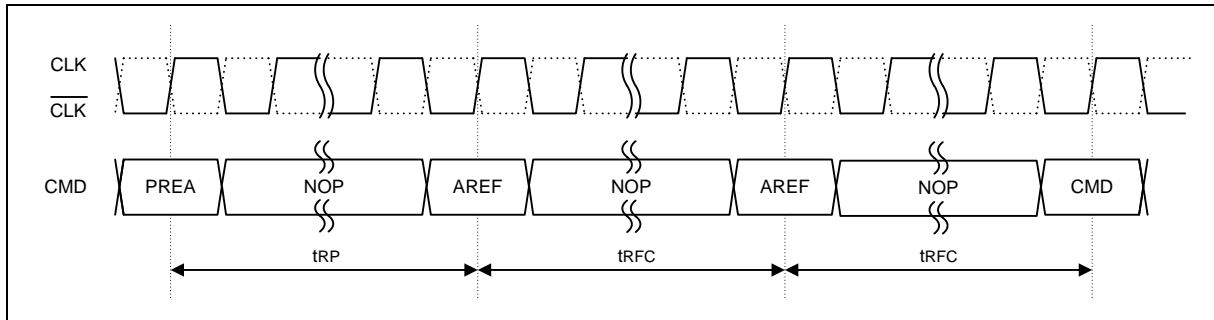 CLK
CLK
CMD
PREA NOP AREF NOP AREF NOP CMD
tRP tRFC tRFC